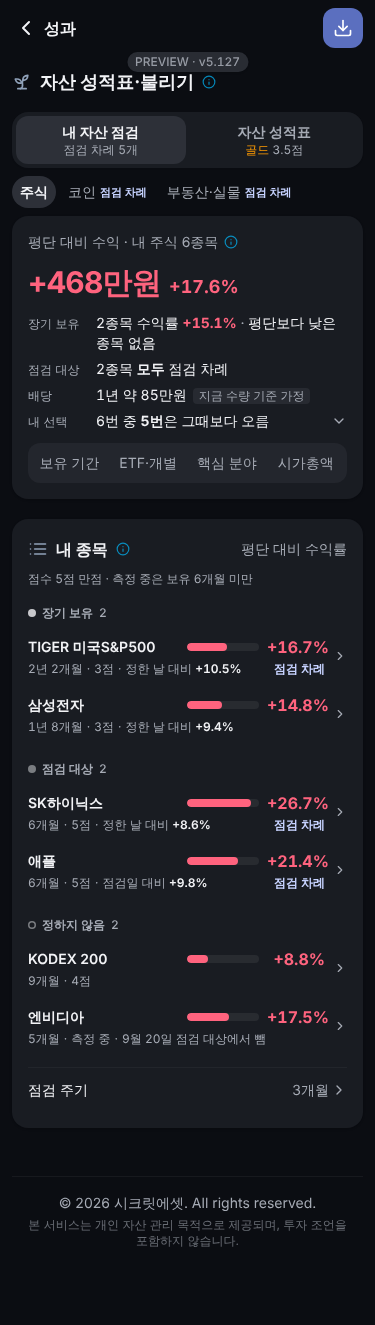 성과
PREVIEW · v5.127
자산 성적표·불리기
내 자산 점검
점검 차례 5개
자산 성적표
골드 3.5점
주식
코인 점검 차례
부동산·실물 점검 차례
평단 대비 수익 · 내 주식 6종목
+468만원 +17.6%
장기 보유 2종목 수익률 +15.1% · 평단보다 낮은
종목 없음
점검 대상 2종목 모두 점검 차례
배당 1년 약 85만원 지금 수량 기준 가정
내 선택 6번 중 5번은 그때보다 오름
보유 기간 ETF·개별 핵심 분야 시가총액
내 종목 평단 대비 수익률
점수 5점 만점 · 측정 중은 보유 6개월 미만
장기 보유 2
TIGER 미국S&P500 +16.7%
2년 2개월 · 3점 · 정한 날 대비 +10.5% 점검 차례
삼성전자 +14.8%
1년 8개월 · 3점 · 정한 날 대비 +9.4%
점검 대상 2
SK하이닉스 +26.7%
6개월 · 5점 · 정한 날 대비 +8.6% 점검 차례
애플 +21.4%
6개월 · 5점 · 점검일 대비 +9.8% 점검 차례
정하지 않음 2
KODEX 200 +8.8%
9개월 · 4점
엔비디아 +17.5%
5개월 · 측정 중 · 9월 20일 점검 대상에서 뺌
점검 주기 3개월
© 2026 시크릿에셋. All rights reserved.
본 서비스는 개인 자산 관리 목적으로 제공되며, 투자 조언을
포함하지 않습니다.